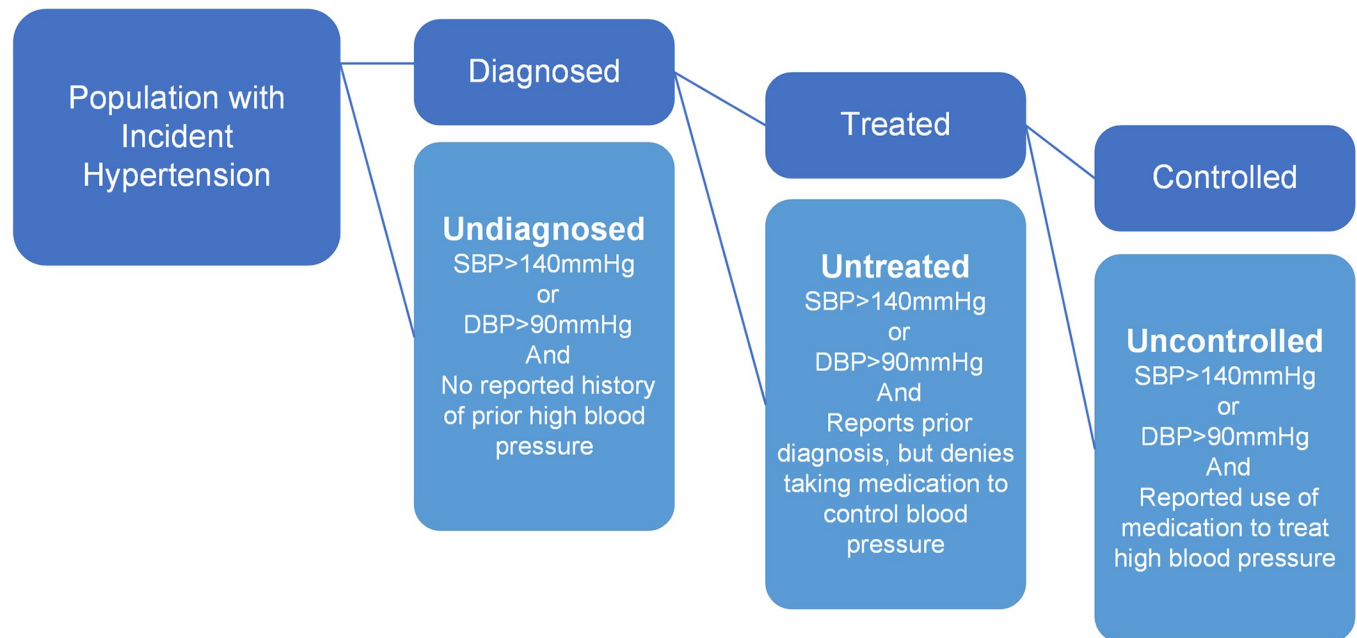 Population with
Incident
Hypertension
Diagnosed
Undiagnosed
SBP>140mmHg
or
DBP>90mmHg
And
No reported history
of prior high blood
pressure
Treated
Untreated
SBP>140mmHg
or
DBP>90mmHg
And
Reports prior
diagnosis, but denies
taking medication to
control blood
pressure
Controlled
Uncontrolled
SBP>140mmHg
or
DBP>90mmHg
And
Reported use of
medication to treat
high blood pressure